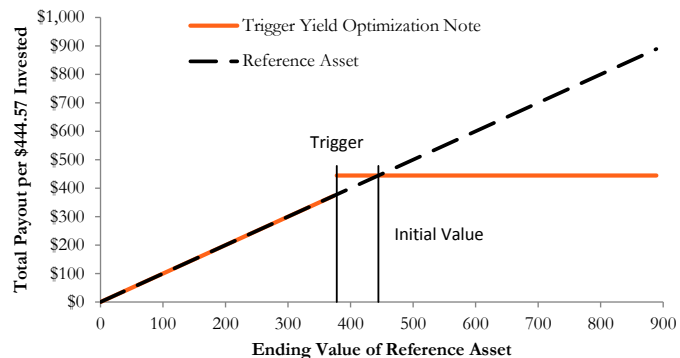 $1,000
$900
$800
$700
$600
$500
$400
$300
$200
$100
$0
Total Payout per $444.57 Invested
Trigger Yield Optimization Note
Reference Asset
Trigger
Initial Value
0 100 200 300 400 500 600 700 800 900
Ending Value of Reference Asset